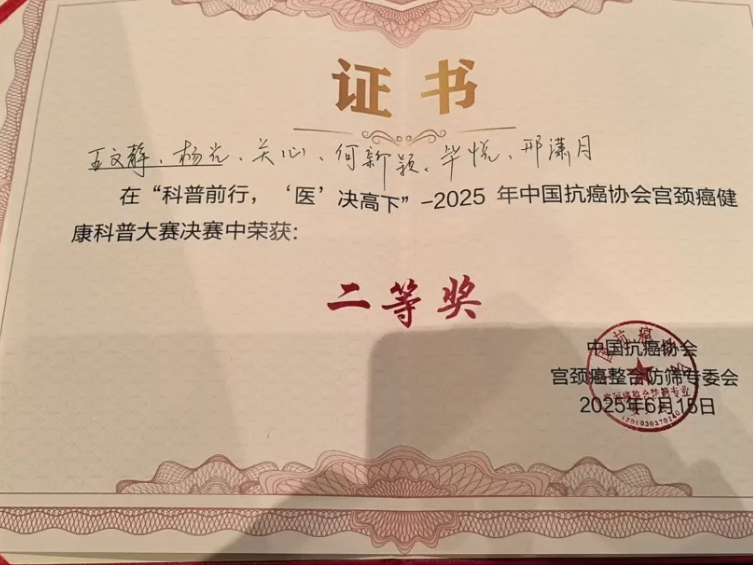 证书
王文静、杨光、关心、何新颖、毕悦、邢潇月
在“科普前行，‘医’决高下”-2025 年中国抗癌协会宫颈癌健
康科普大赛决赛中荣获：
二等奖
中国抗癌协会
宫颈癌整合防筛专委会
2025年6月15日